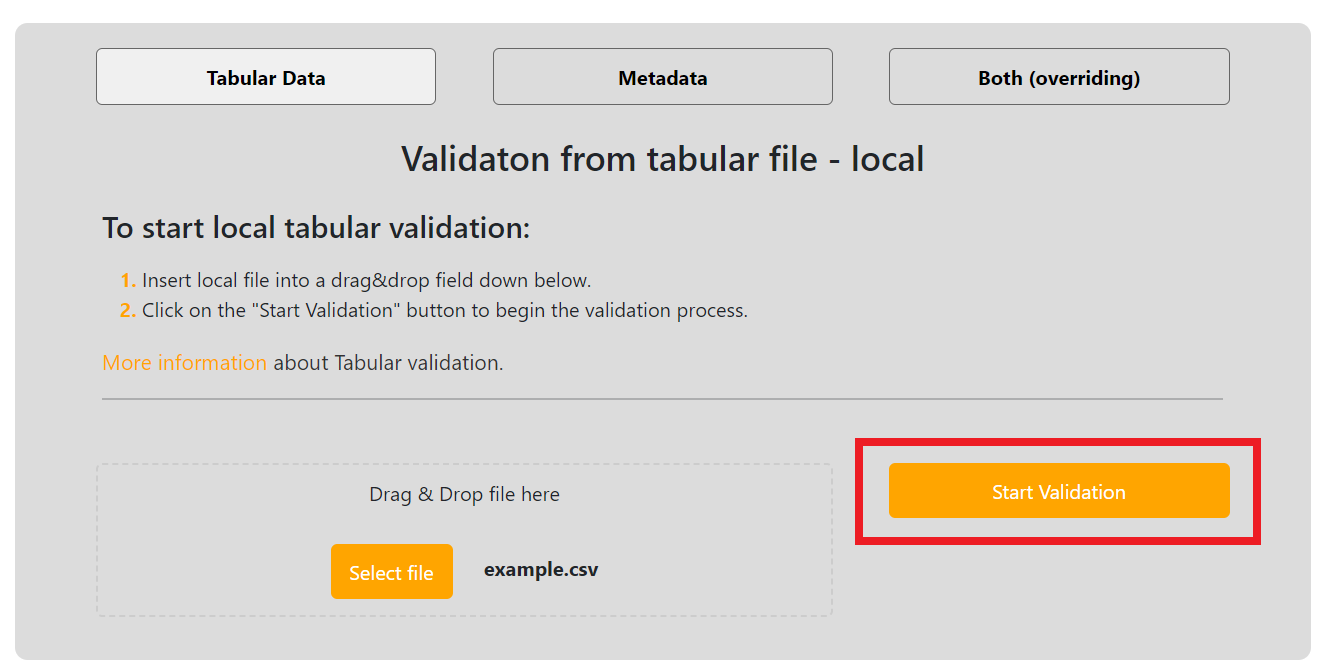 Tabular Data
Metadata
Both (overriding)
Validaton from tabular file - local
To start local tabular validation:
1. Insert local file into a drag&drop field down below.
2. Click on the "Start Validation" button to begin the validation process.
More information about Tabular validation.
Drag & Drop file here
Start Validation
Select file
example.csv